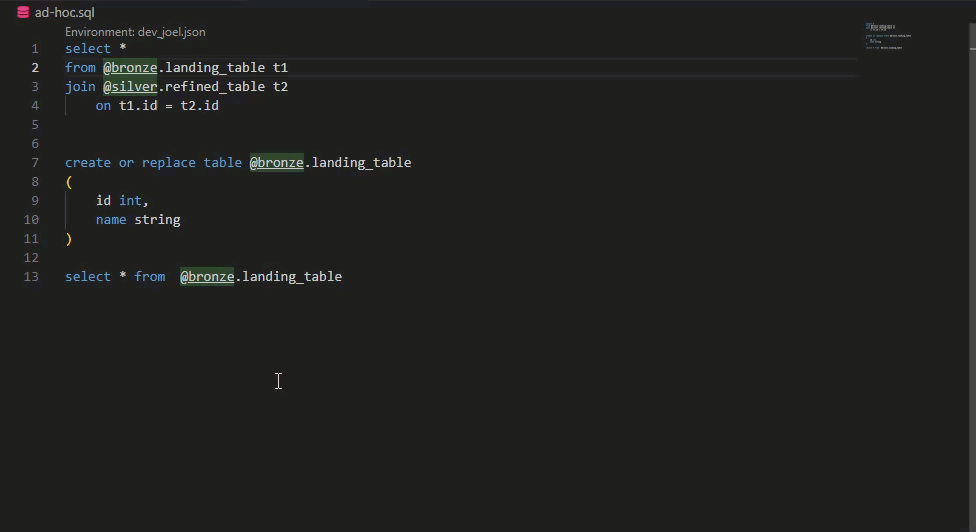 ad-hoc.sql
Environment: dev_joel.json
1 select *
2 from @bronze.landing_table t1
3 join @silver.refined_table t2
4     on t1.id = t2.id
5
6
7 create or replace table @bronze.landing_table
8 (
9     id int,
10     name string
11 )
12
13 select * from  @bronze.landing_table